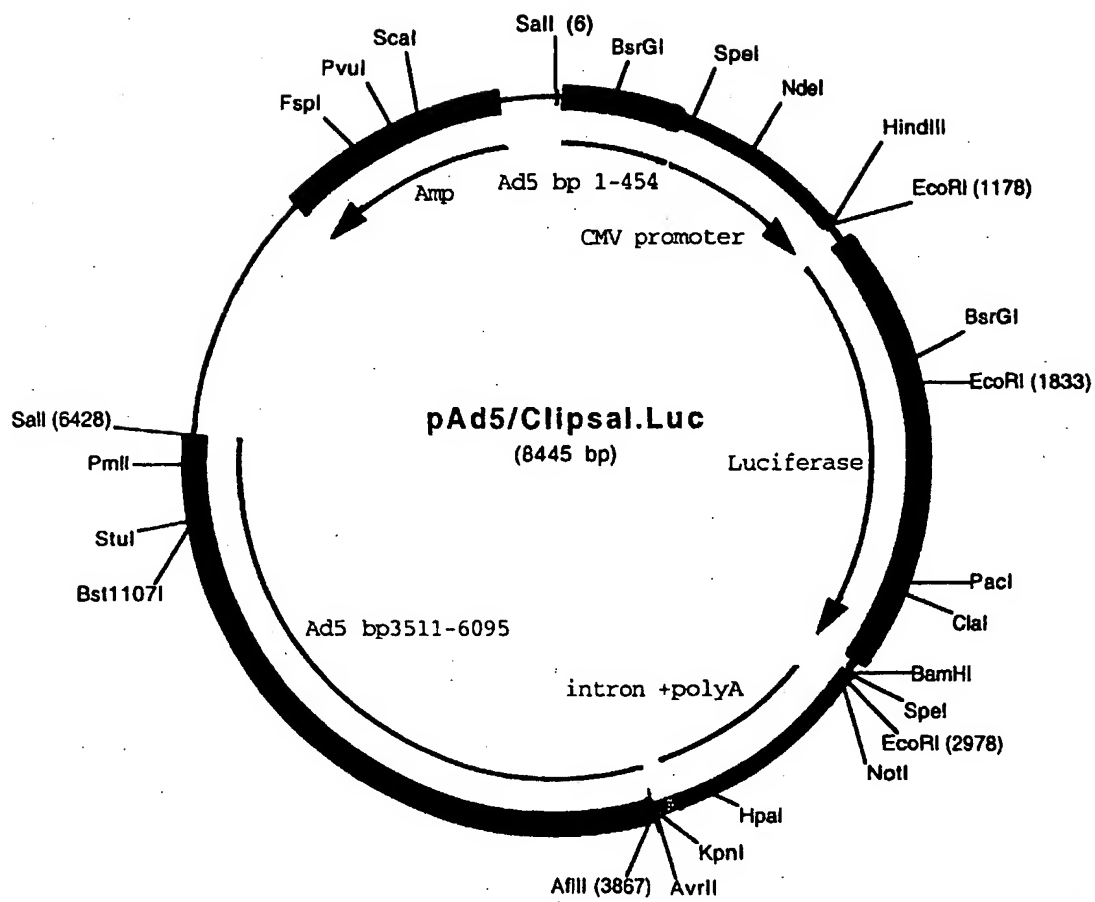 SalI (6)
BsrGI
SpeI
NdeI
HindIII
EcoRI (1178)
BsrGI
EcoRI (1833)
PacI
ClaI
BamHI
SpeI
EcoRI (2978)
NotI
HpaI
KpnI
AvrII
AflII (3867)
Bst1107I
StuI
PmlI
SalI (6428)
FspI
PvuI
ScaI
Amp
Ad5 bp 1-454
CMV promoter
Luciferase
intron +polyA
Ad5 bp3511-6095
pAd5/Clipsal.Luc
(8445 bp)